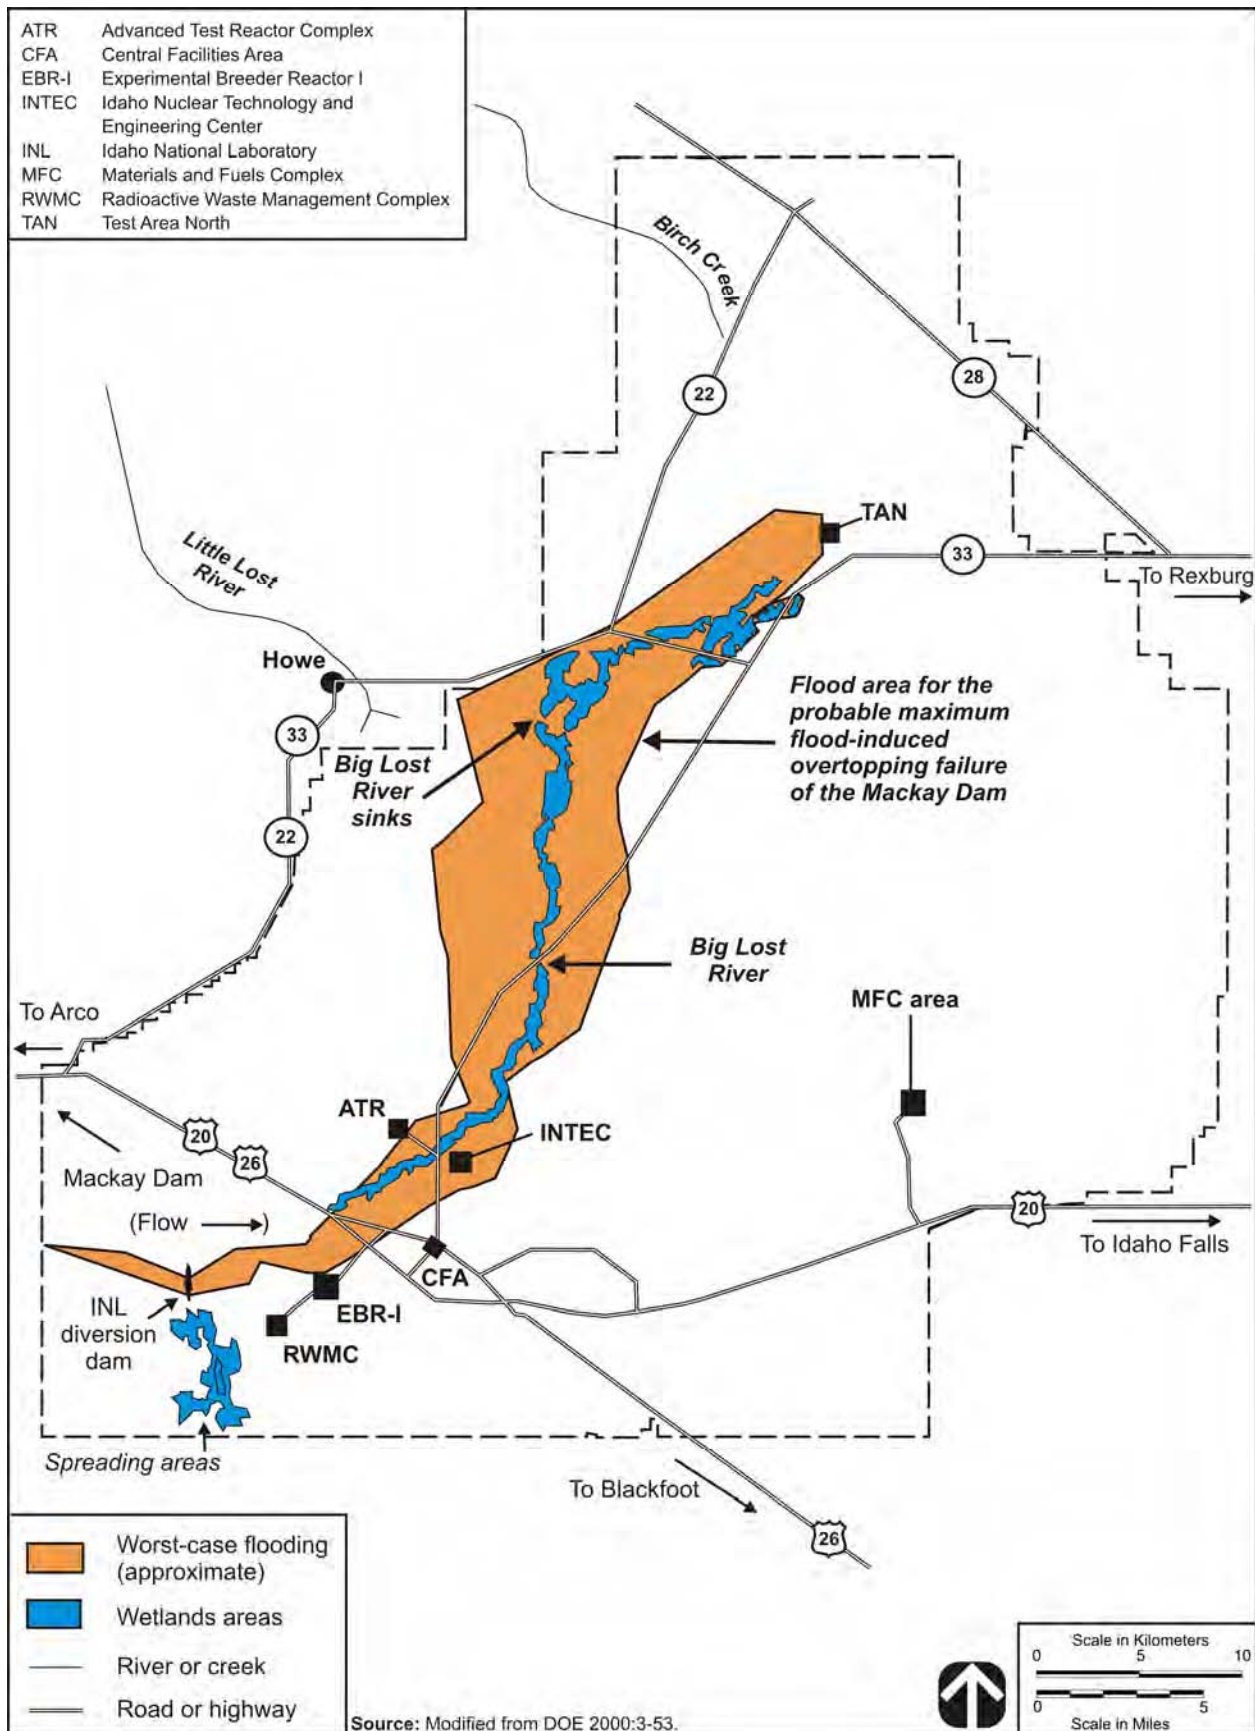 ATR Advanced Test Reactor Complex
CFA Central Facilities Area
EBR-I Experimental Breeder Reactor I
INTEC Idaho Nuclear Technology and
Engineering Center
INL Idaho National Laboratory
MFC Materials and Fuels Complex
RWMC Radioactive Waste Management Complex
TAN Test Area North
Birch Creek
22
28
TAN
33
To Rexburg
Little Lost
River
Howe
33
Big Lost
River
sinks
Flood area for the
probable maximum
flood-induced
overtopping failure
of the Mackay Dam
22
Big Lost
River
MFC area
To Arco
20
26
ATR
INTEC
Mackay Dam
(Flow )
20
To Idaho Falls
CFA
INL
diversion
dam
EBR-I
RWMC
Spreading areas
To Blackfoot
26
Worst-case flooding
(approximate)
Wetlands areas
River or creek
Road or highway
Source: Modified from DOE 2000:3-53.
Scale in Kilometers
0 5 10
0 5
Scale in Miles